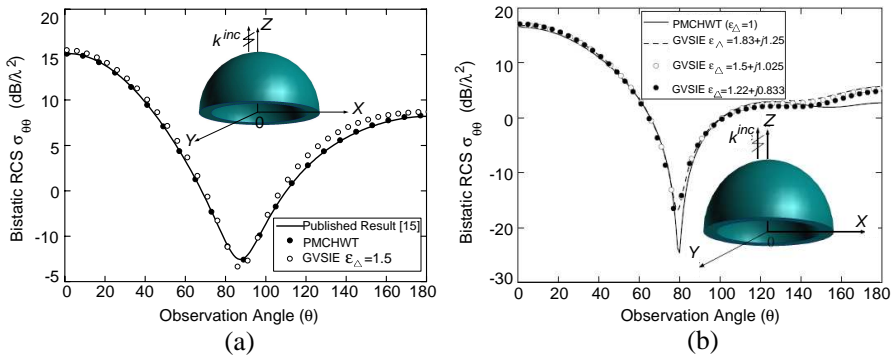 (dB/λ²)
Bistatic RCS σθθ
20
15
10
5
0
-10
-5
k inc
Z
X
Y
0
Published Result [15]
PMCHWT
GVSIE ε△ =1.5
0 20 40 60 80 100 120 140 160 180
Observation Angle (θ)
(a)
(dB/λ²)
Bistatic RCS σθθ
20
10
0
-10
-20
-30
PMCHWT (ε△=1)
GVSIE ε△ =1.83+j1.25
GVSIE ε△ =1.5+j1.025
GVSIE ε△=1.22+j0.833
k inc
Z
X
Y
0
0 20 40 60 80 100 120 140 160 180
Observation Angle (θ)
(b)